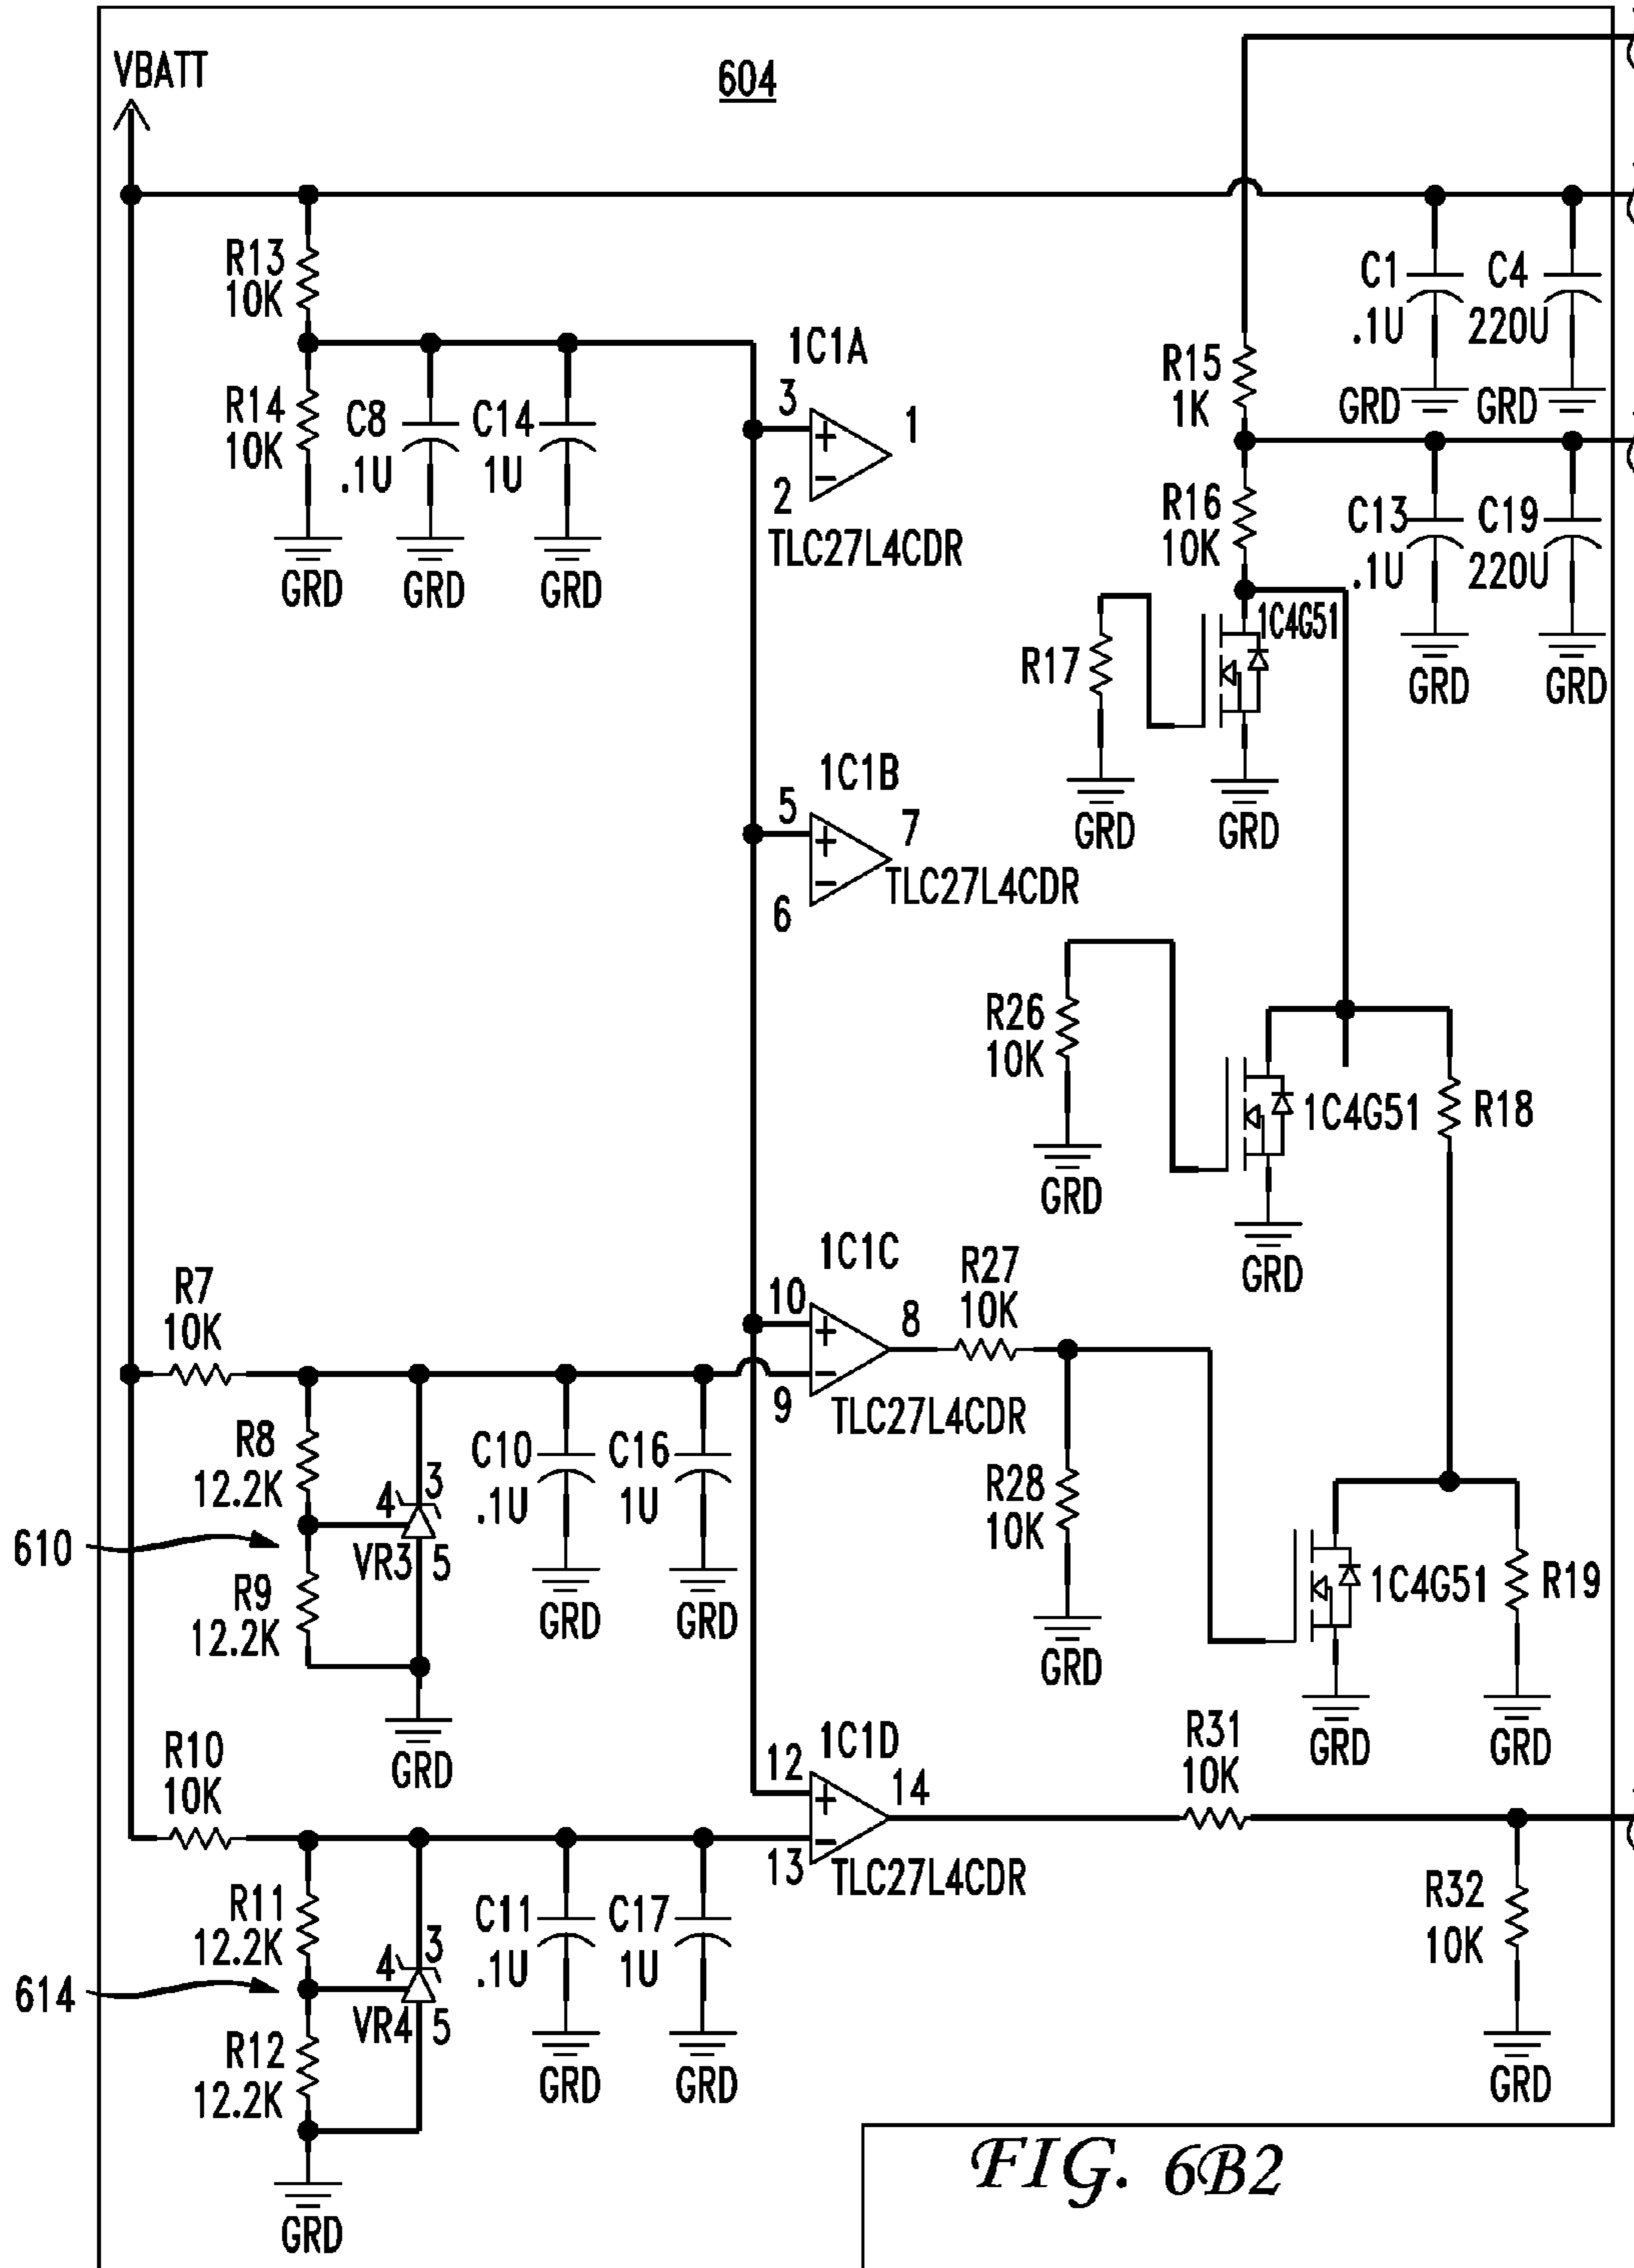 VBATT
604
R13
10K
C1
.1U
C4
220U
1C1A
R14
10K
C8
.1U
C14
1U
3
1
2
TLC27L4CDR
R15
1K
GRD
GRD
R16
10K
C13
.1U
C19
220U
GRD
GRD
GRD
1C4G51
R17
GRD
GRD
GRD
GRD
1C1B
5
7
6
TLC27L4CDR
R26
10K
1C4G51
R18
GRD
GRD
1C1C
R27
10K
R7
10K
10
8
9
TLC27L4CDR
R8
12.2K
4
3
C10
.1U
C16
1U
R28
10K
610
VR3
5
R9
12.2K
1C4G51
R19
GRD
GRD
GRD
GRD
GRD
GRD
R10
10K
1C1D
12
14
13
TLC27L4CDR
R31
10K
R11
12.2K
4
3
C11
.1U
C17
1U
R32
10K
614
VR4
5
R12
12.2K
GRD
GRD
GRD
GRD
FIG. 6B2